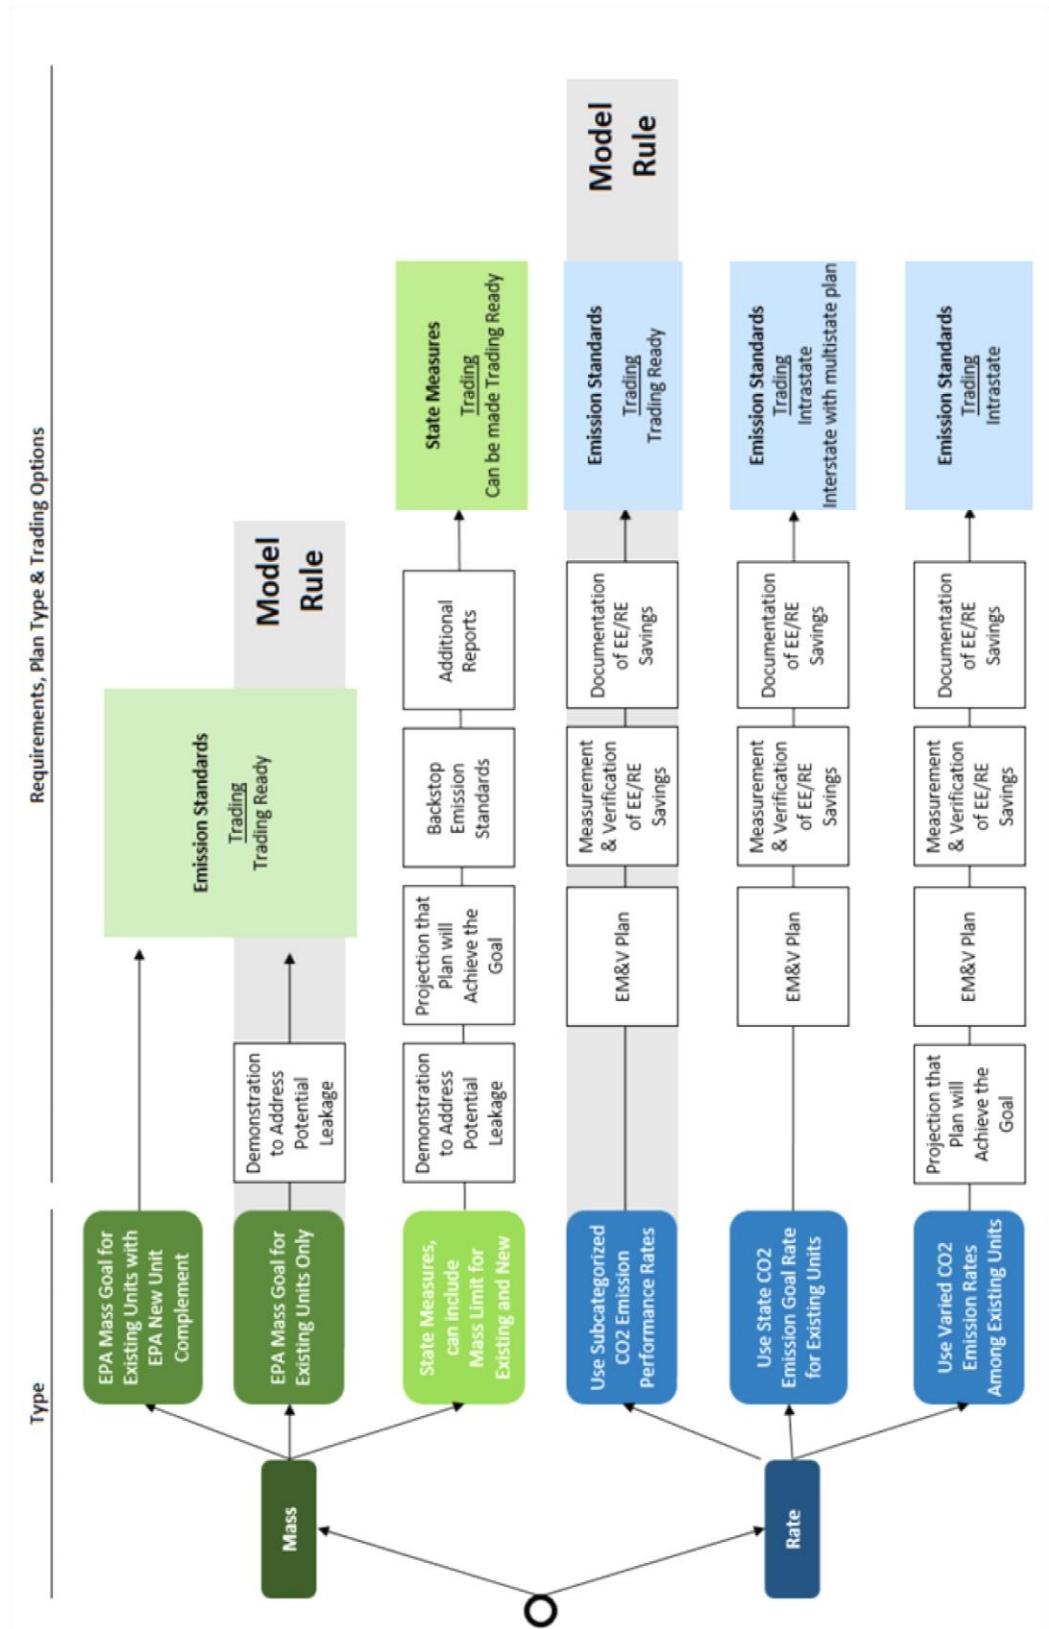 Type
Requirements, Plan Type & Trading Options
Mass
EPA Mass Goal for
Existing Units with
EPA New Unit
Complement
Emission Standards
Trading
Trading Ready
EPA Mass Goal for
Existing Units Only
Demonstration
to Address
Potential
Leakage
Model
Rule
State Measures,
can include
Mass Limit for
Existing and New
Demonstration
to Address
Potential
Leakage
Projection that
Plan will
Achieve the
Goal
Backstop
Emission
Standards
Additional
Reports
State Measures
Trading
Can be made Trading Ready
Rate
Use Subcategorized
CO2 Emission
Performance Rates
EM&V Plan
Measurement
& Verification
of EE/RE
Savings
Documentation
of EE/RE
Savings
Emission Standards
Trading
Trading Ready
Model
Rule
Use State CO2
Emission Goal Rate
for Existing Units
EM&V Plan
Measurement
& Verification
of EE/RE
Savings
Documentation
of EE/RE
Savings
Emission Standards
Trading
Intrastate
Interstate with multistate plan
Use Varied CO2
Emission Rates
Among Existing Units
Projection that
Plan will
Achieve the
Goal
EM&V Plan
Measurement
& Verification
of EE/RE
Savings
Documentation
of EE/RE
Savings
Emission Standards
Trading
Intrastate